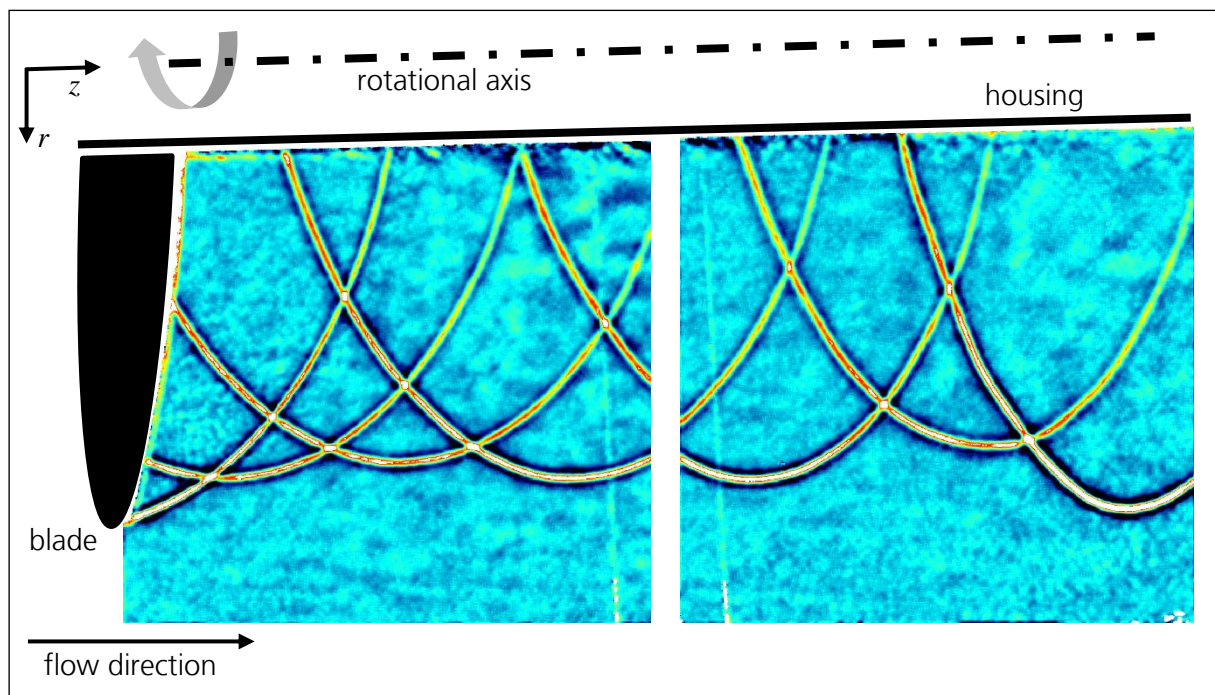 z
rotational axis
housing
r
blade
flow direction